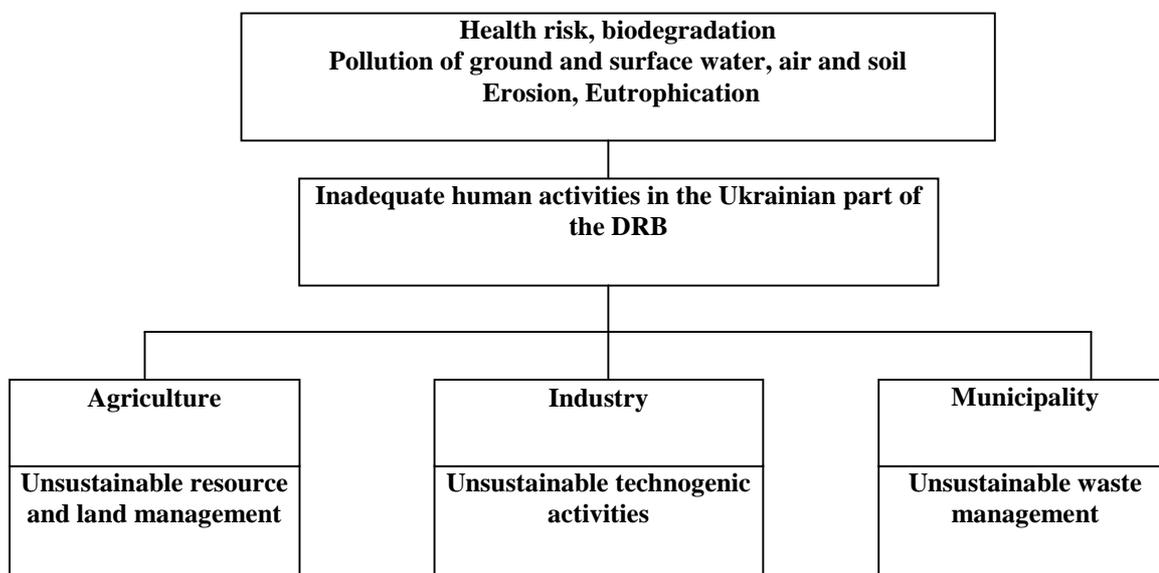 Health risk, biodegradation
Pollution of ground and surface water, air and soil
Erosion, Eutrophication
Inadequate human activities in the Ukrainian part of
the DRB
Agriculture
Industry
Municipality
Unsustainable resource
and land management
Unsustainable technogenic
activities
Unsustainable waste
management